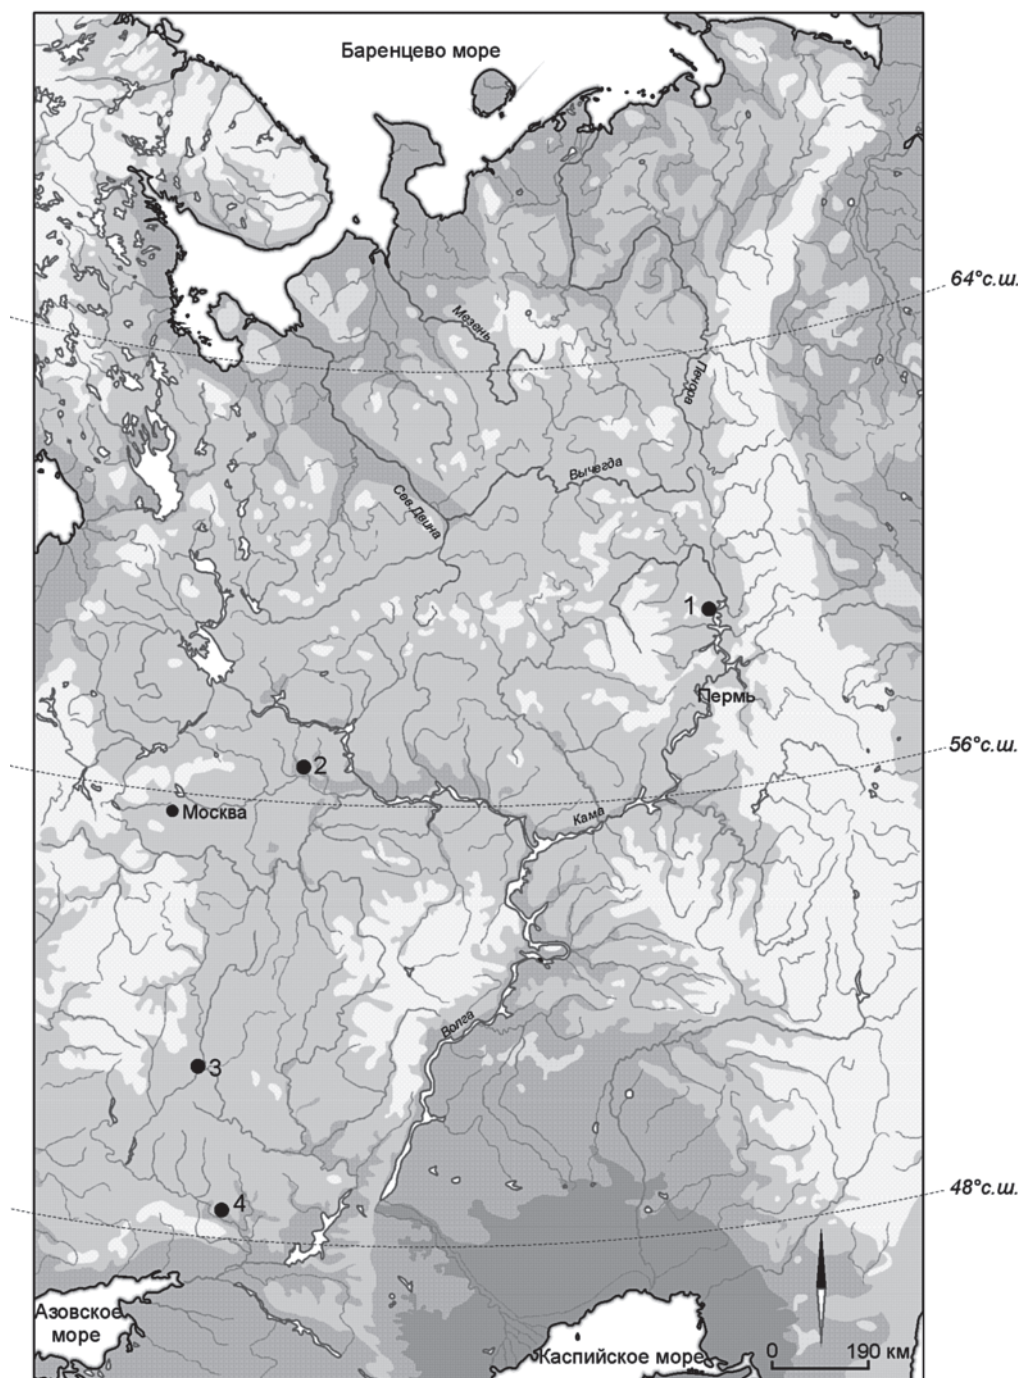 Баренцево море
64°с.ш.
Мезень
Печора
Вычегда
Сев.Двина
1
Пермь
56°с.ш.
2
Москва
Кама
Волга
3
48°с.ш.
4
Азовское
море
Каспийское море
0 190 км